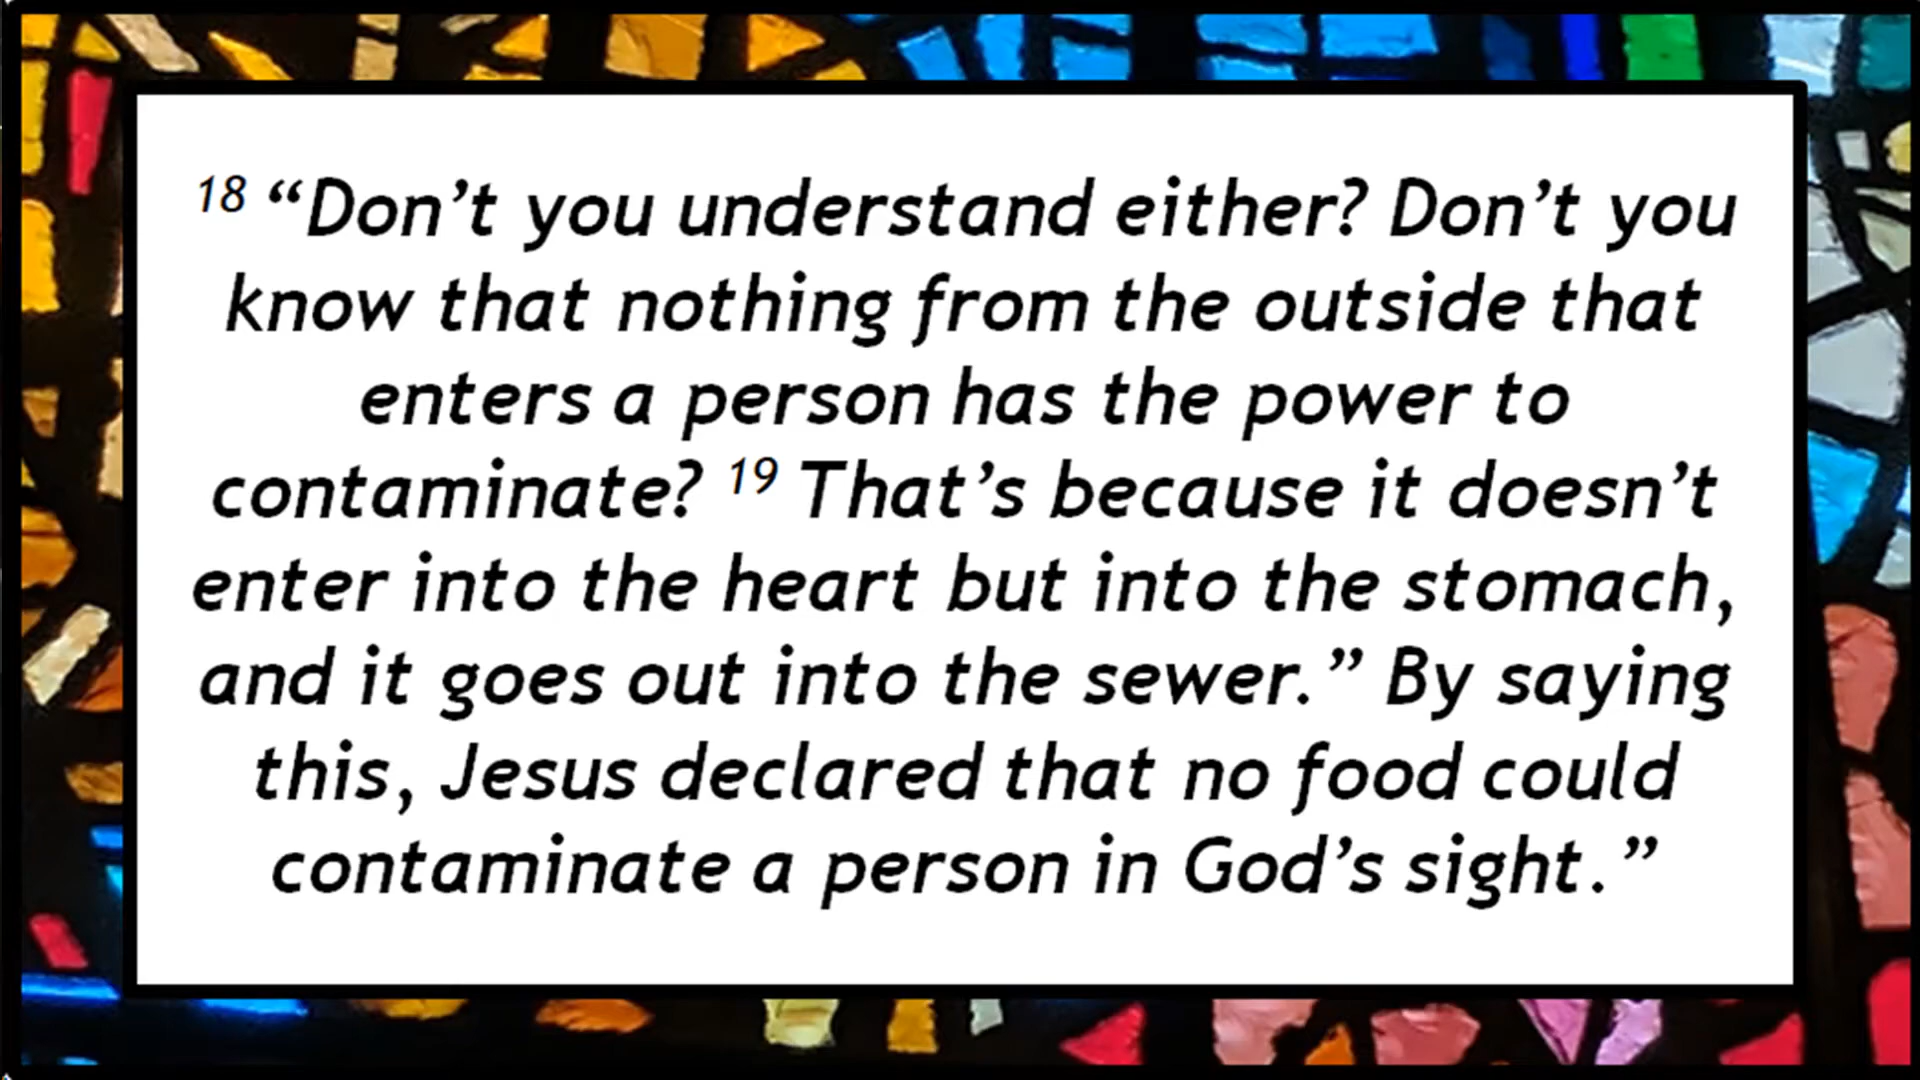 18 “Don’t you understand either? Don’t you
know that nothing from the outside that
enters a person has the power to
contaminate? 19 That’s because it doesn’t
enter into the heart but into the stomach,
and it goes out into the sewer.” By saying
this, Jesus declared that no food could
contaminate a person in God’s sight.”